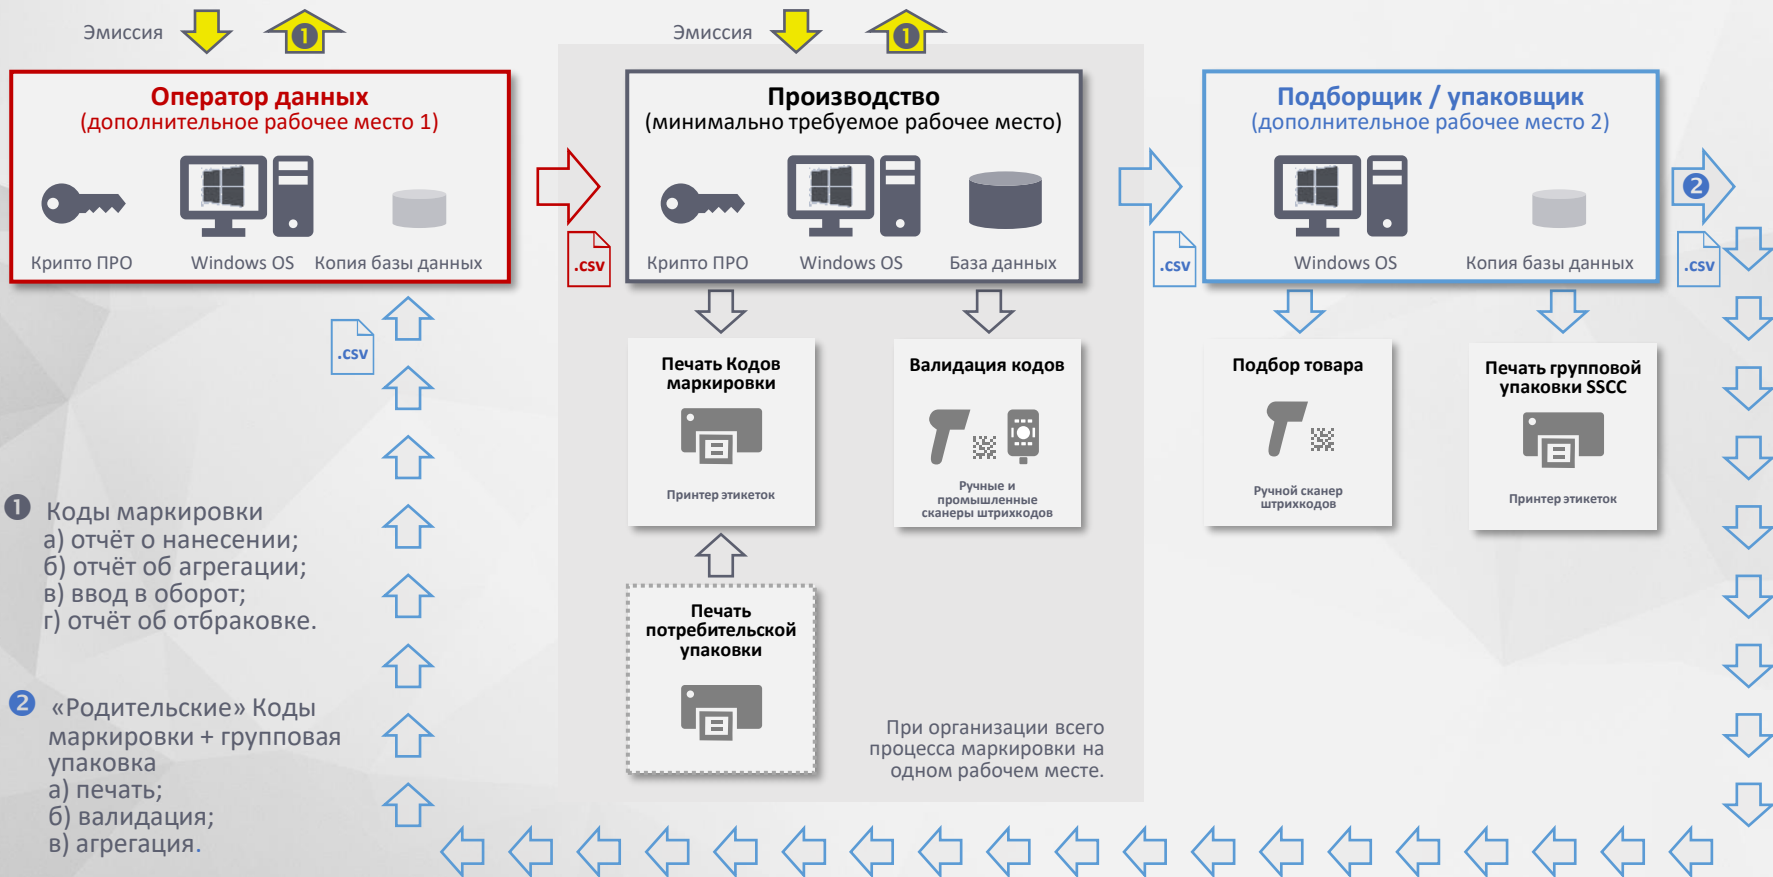 Эмиссия
❶
Эмиссия
❶
Оператор данных
(дополнительное рабочее место 1)
Крипто ПРО
Windows OS
Копия базы данных
.csv
Производство
(минимально требуемое рабочее место)
Крипто ПРО
Windows OS
База данных
.csv
Подборщик / упаковщик
(дополнительное рабочее место 2)
Windows OS
Копия базы данных
❷
.csv
.csv
Печать Кодов
маркировки
Принтер этикеток
Валидация кодов
Ручные и
промышленные
сканеры штрихкодов
Подбор товара
Ручной сканер
штрихкодов
Печать групповой
упаковки SSCC
Принтер этикеток
Печать
потребительской
упаковки
При организации всего
процесса маркировки на
одном рабочем месте.
❶ Коды маркировки
а) отчёт о нанесении;
б) отчёт об агрегации;
в) ввод в оборот;
г) отчёт об отбраковке.
❷ «Родительские» Коды
маркировки + групповая
упаковка
а) печать;
б) валидация;
в) агрегация.